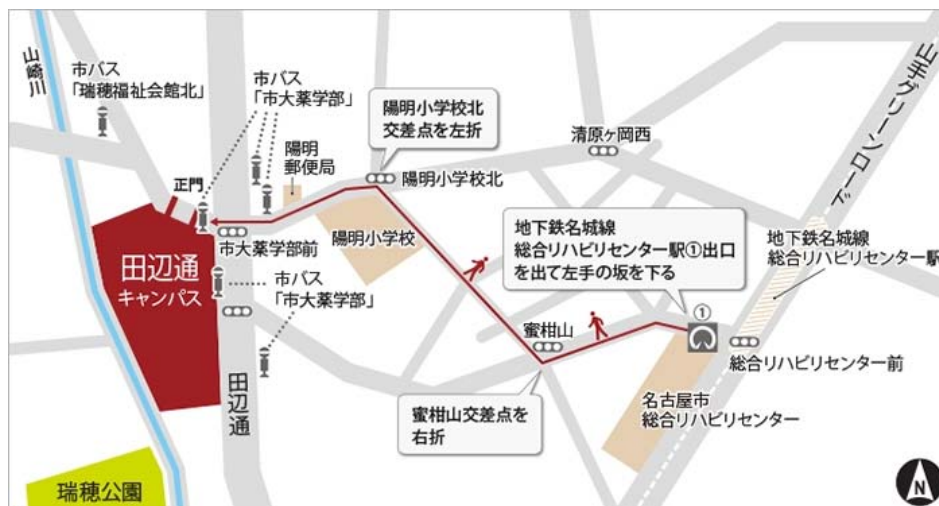 山崎川
市バス
「瑞穂福祉会館北」
市バス
「市大薬学部」
陽明
郵便局
陽明小学校北
交差点を左折
清原ヶ岡西
山手グリーンロード
陽明小学校北
正門
市大薬学部前
陽明小学校
地下鉄名城線
総合リハビリセンター駅①出口
を出て左手の坂を下る
地下鉄名城線
総合リハビリセンター駅
田辺通
キャンパス
市バス
「市大薬学部」
①
蜜柑山
総合リハビリセンター前
田辺通
蜜柑山交差点を
右折
名古屋市
総合リハビリセンター
瑞穂公園
N